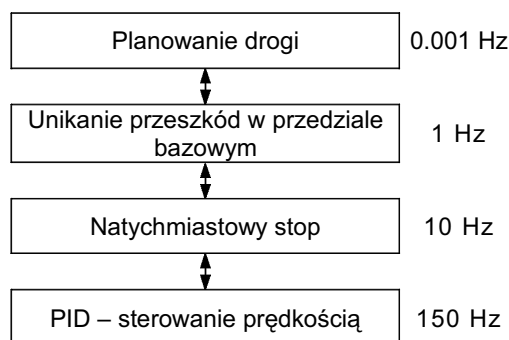 Planowanie drogi 0.001 Hz
Unikanie przeszkód w przedziale
bazowym
1 Hz
Natychmiastowy stop 10 Hz
PID – sterowanie prędkością 150 Hz